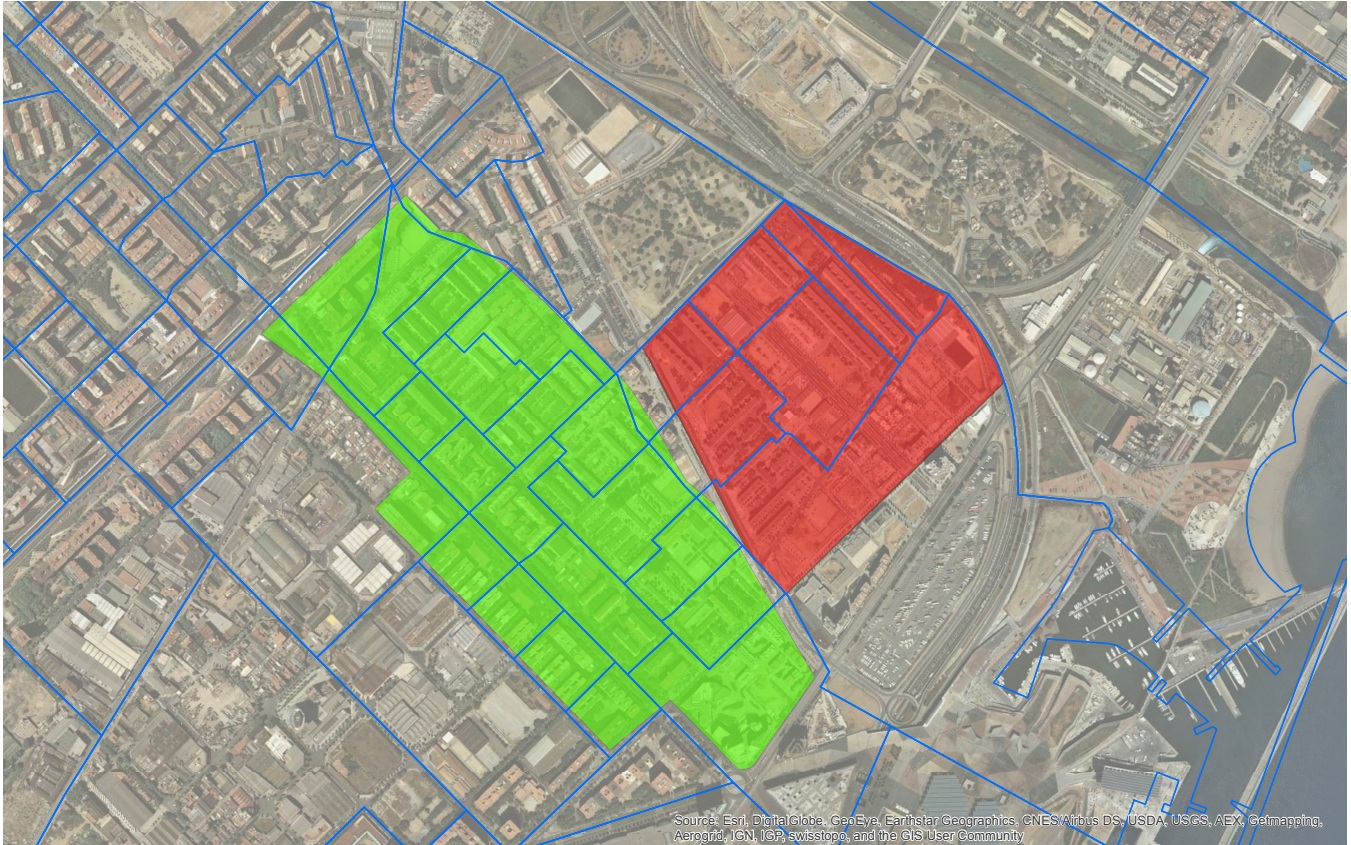 Source: Esri, DigitalGlobe, GeoEye, Earthstar Geographics, CNES/Airbus DS, USDA, USGS, AEX, Getmapping,
Aerogrid, IGN, IGP, swisstopo, and the GIS User Community